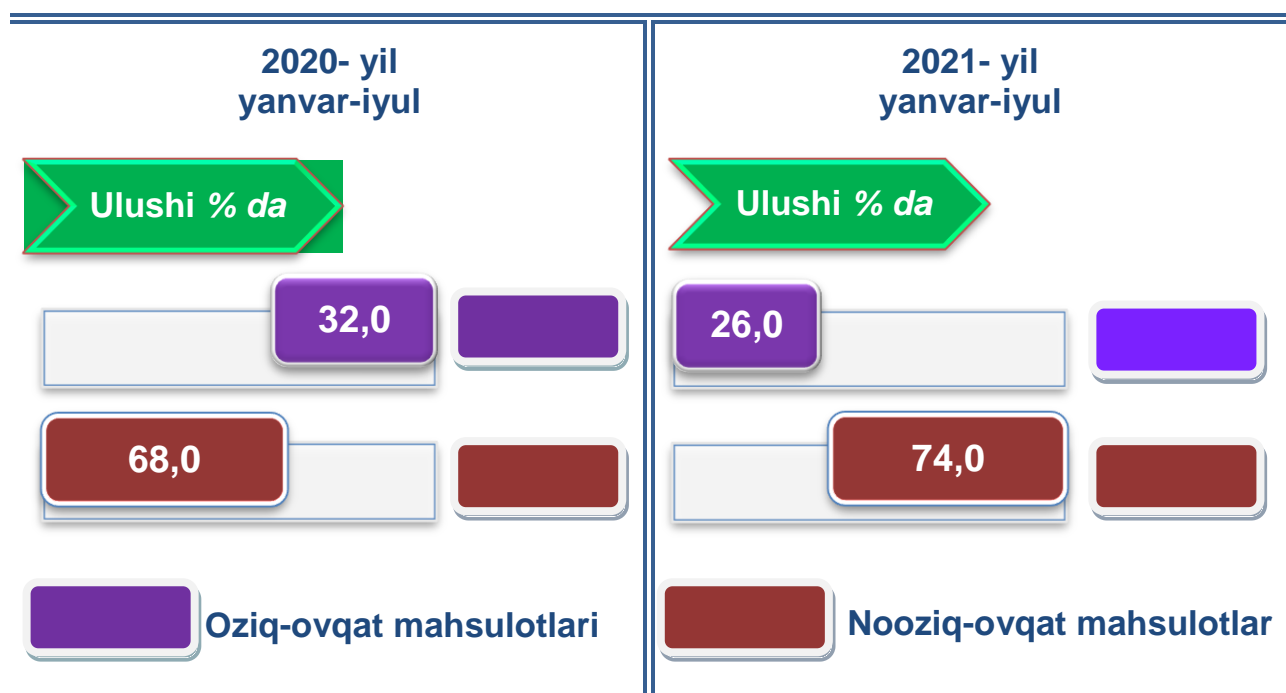 2020- yil
yanvar-iyul
Ulushi % da
32,0
68,0
Oziq-ovqat mahsulotlari
2021- yil
yanvar-iyul
Ulushi % da
26,0
74,0
Nooziq-ovqat mahsulotlar